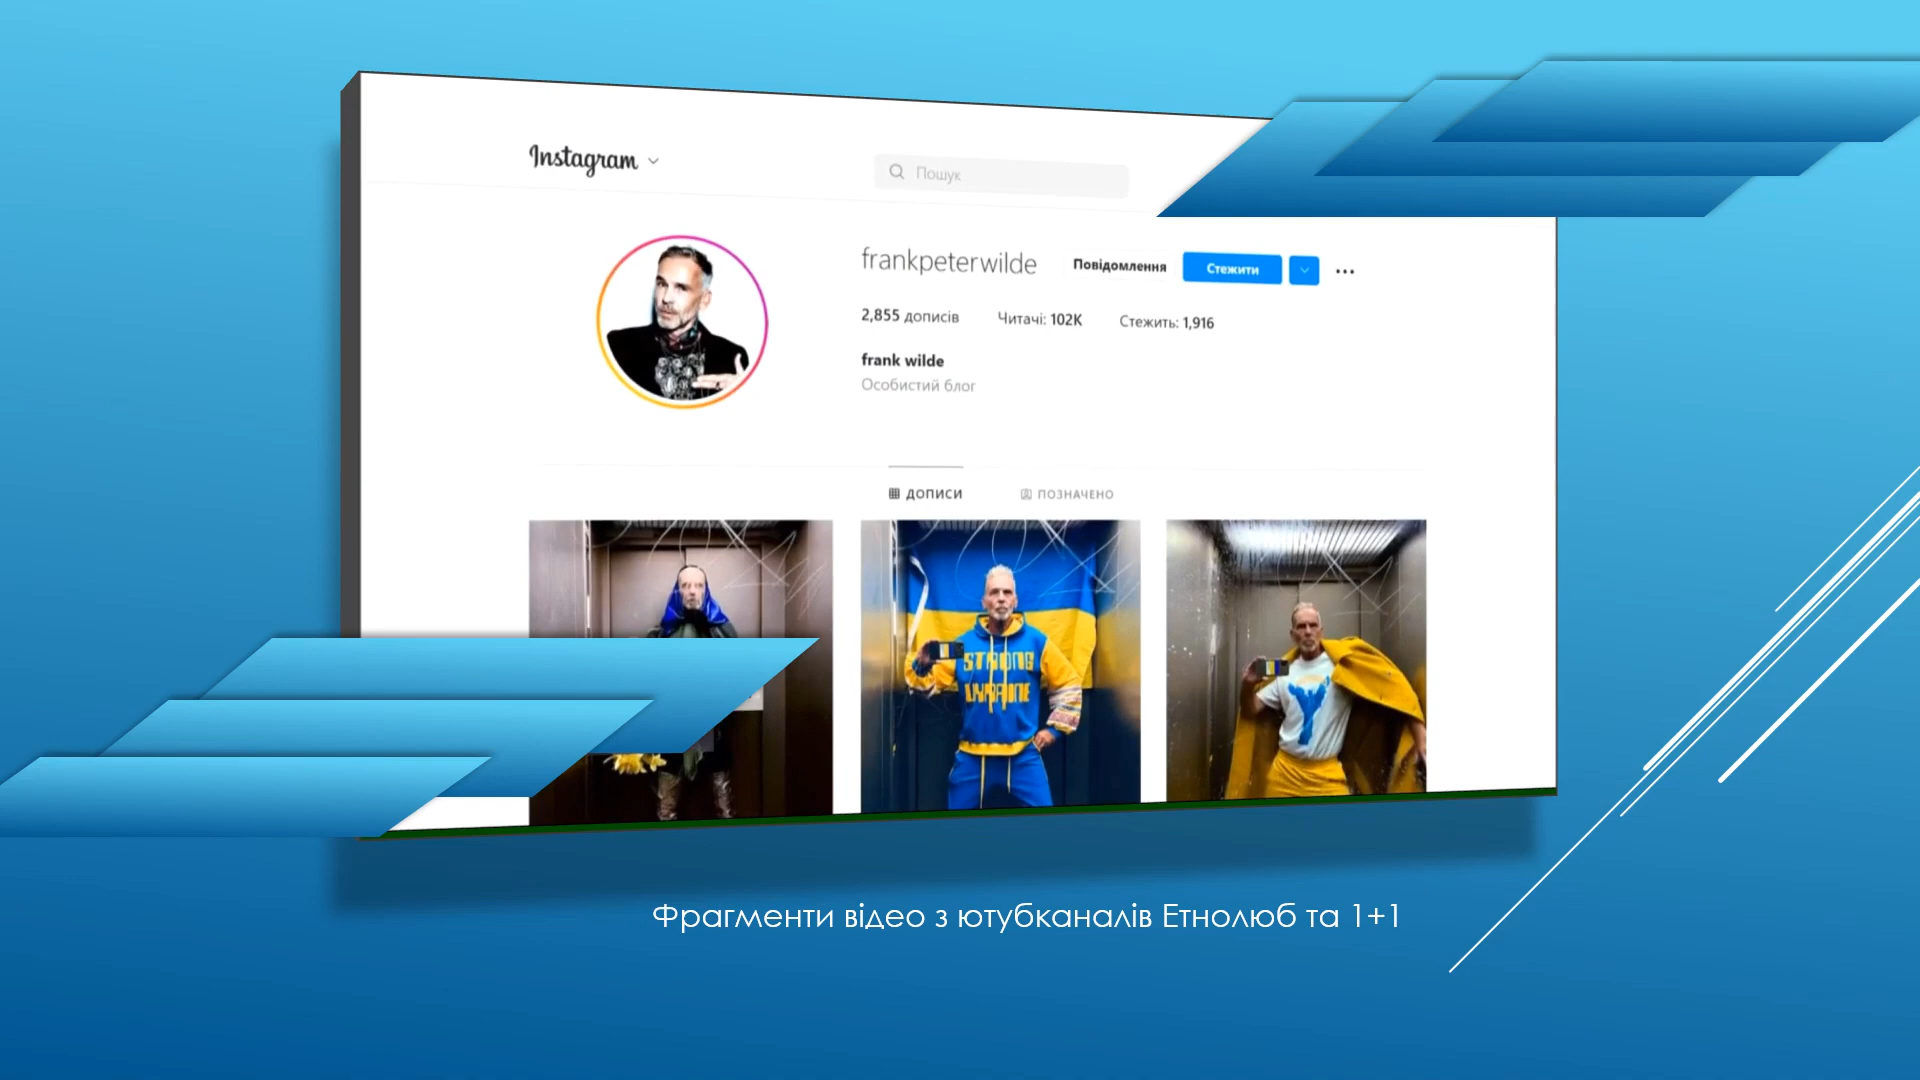 Instagram
Пошук
frankpeterwilde Повідомлення Стежити
2,855 дописів Читачі: 102K Стежить: 1,916
frank wilde
Особистий блог
ДОПИСИ ПОЗНАЧЕНО
STRONG
UKRAINE
Фрагменти відео з ютубканалів Етнолюб та 1+1